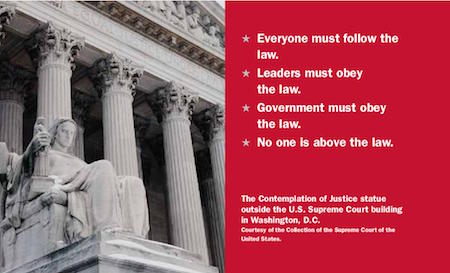 Everyone must follow the
law.
Leaders must obey
the law.
Government must obey
the law.
No one is above the law.
The Contemplation of Justice statue
outside the U.S. Supreme Court building
in Washington, D.C.
Courtesy of the Collection of the Supreme Court of the
United States.